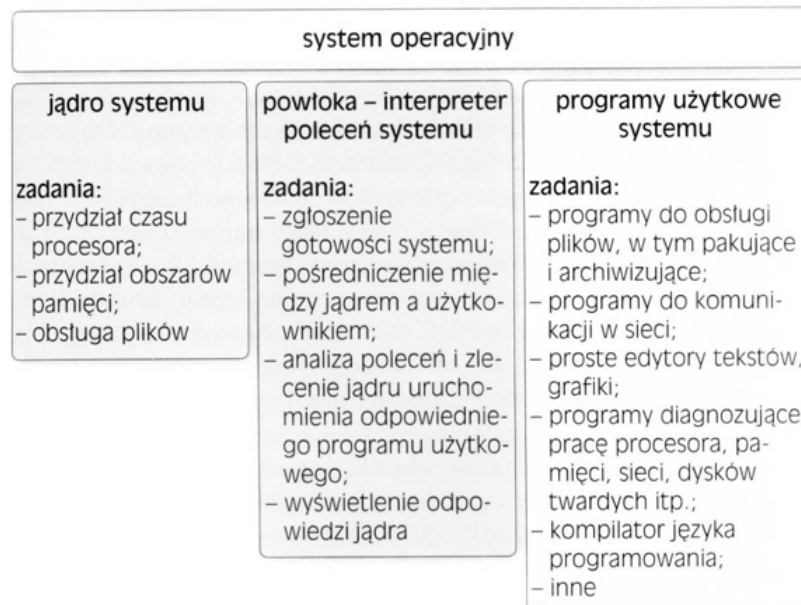 system operacyjny
jądro systemu
zadania:
– przydział czasu
procesora;
– przydział obszarów
pamięci;
– obsługa plików
powłoka – interpreter
poleceń systemu
zadania:
– zgłoszenie
gotowości systemu;
– pośredniczenie mię-
dzy jądrem a użytko-
wnikiem;
– analiza poleceń i zle-
cenie jądru urucho-
mienia odpowiednie-
go programu użytko-
wego;
– wyświetlenie odpo-
wiedzi jądra
programy użytkowe
systemu
zadania:
– programy do obsługi
plików, w tym pakujące
i archiwizujące;
– programy do komuni-
kacji w sieci;
– proste edytory tekstów,
grafiki;
– programy diagnozujące
pracę procesora, pa-
mięci, sieci, dysków
twardych itp.;
– kompilator języka
programowania;
– inne